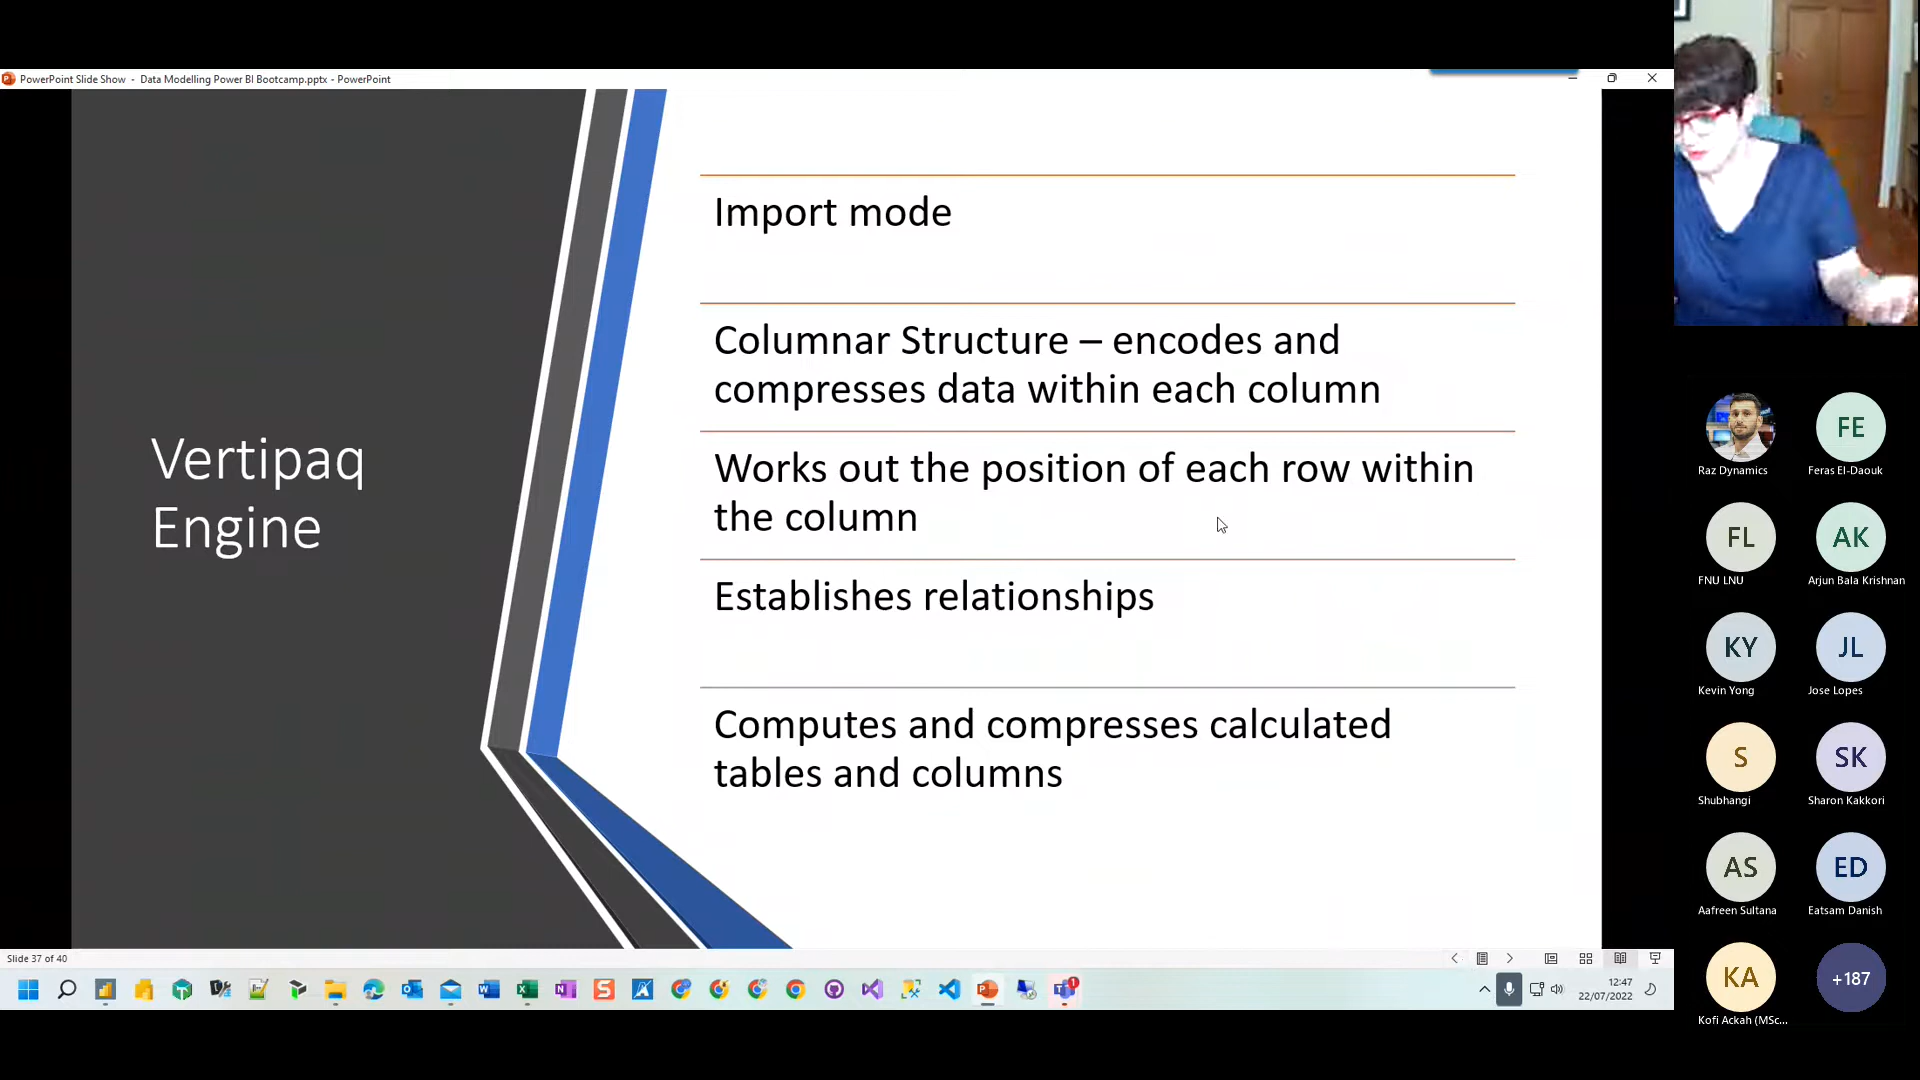 PowerPoint Slide Show - Data Modelling Power BI Bootcamp.pptx - PowerPoint
Vertipaq
Engine
Import mode
Columnar Structure – encodes and
compresses data within each column
Works out the position of each row within
the column
Establishes relationships
Computes and compresses calculated
tables and columns
Slide 37 of 40
12:47
22/07/2022
Raz Dynamics
FE
Feras El-Daouk
FL
FNU LNU
AK
Arjun Bala Krishnan
KY
Kevin Yong
JL
Jose Lopes
S
Shubhangi
SK
Sharon Kakkori
AS
Aafreen Sultana
ED
Eatsam Danish
KA
Kofi Ackah (MSc...
+187